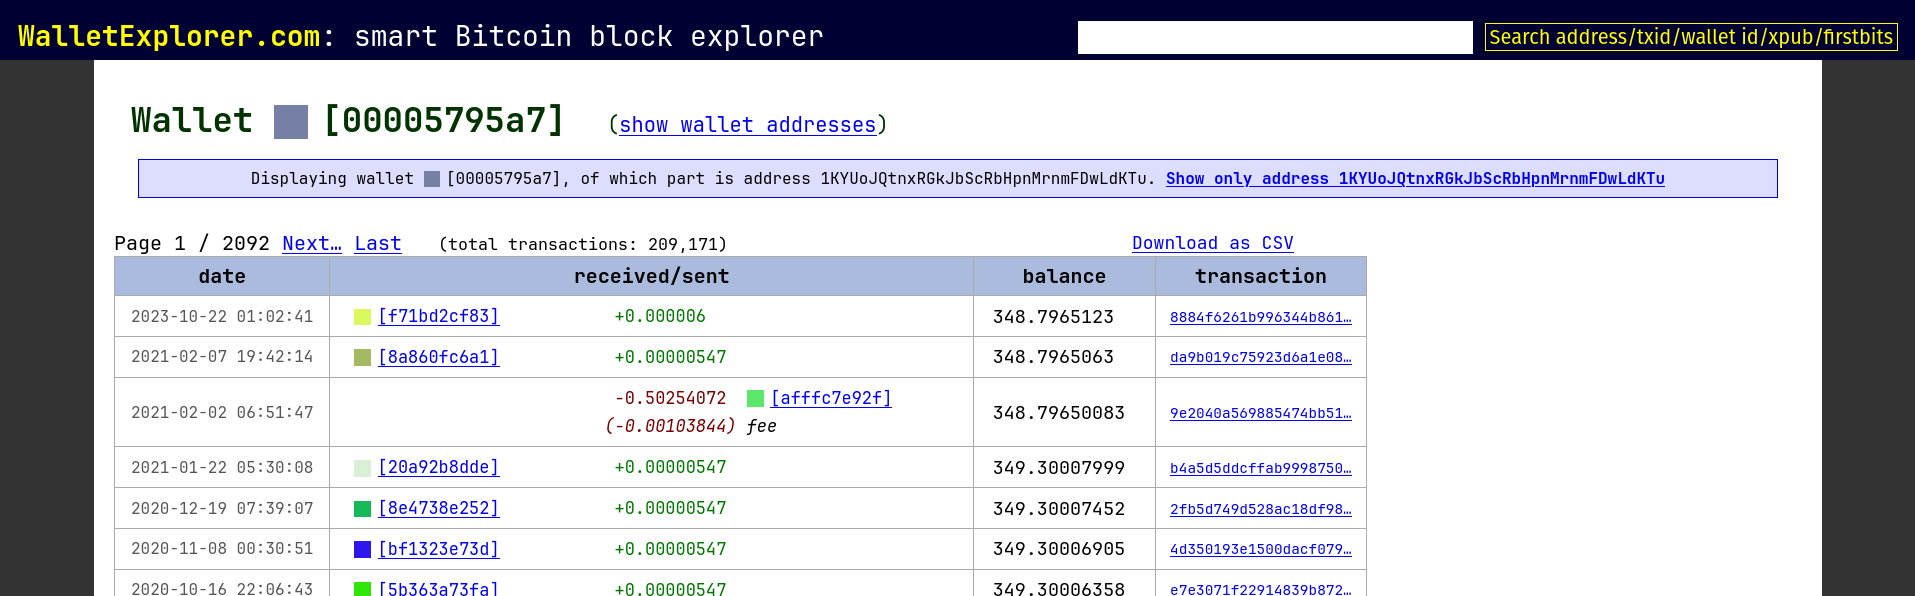 WalletExplorer.com: smart Bitcoin block explorer
Search address/txid/wallet id/xpub/firstbits
Wallet [00005795a7] (show wallet addresses)
Displaying wallet [00005795a7], of which part is address 1KYUoJQtnxRGkJbScRbHpnMrnmFDwLdKTu. Show only address 1KYUoJQtnxRGkJbScRbHpnMrnmFDwLdKTu
Page 1 / 2092 Next… Last (total transactions: 209,171) Download as CSV
date received/sent balance transaction
2023-10-22 01:02:41 [f71bd2cf83] +0.000006 348.7965123 8884f6261b996344b861…
2021-02-07 19:42:14 [8a860fc6a1] +0.00000547 348.7965063 da9b019c75923d6a1e08…
2021-02-02 06:51:47 -0.50254072 [afffc7e92f] 348.79650083 9e2040a569885474bb51…
(-0.00103844) fee
2021-01-22 05:30:08 [20a92b8dde] +0.00000547 349.30007999 b4a5d5ddcffab9998750…
2020-12-19 07:39:07 [8e4738e252] +0.00000547 349.30007452 2fb5d749d528ac18df98…
2020-11-08 00:30:51 [bf1323e73d] +0.00000547 349.30006905 4d350193e1500dacf079…
2020-10-16 22:06:43 [5b363a73fa] +0.00000547 349.30006358 e7e3071f22914839b872…